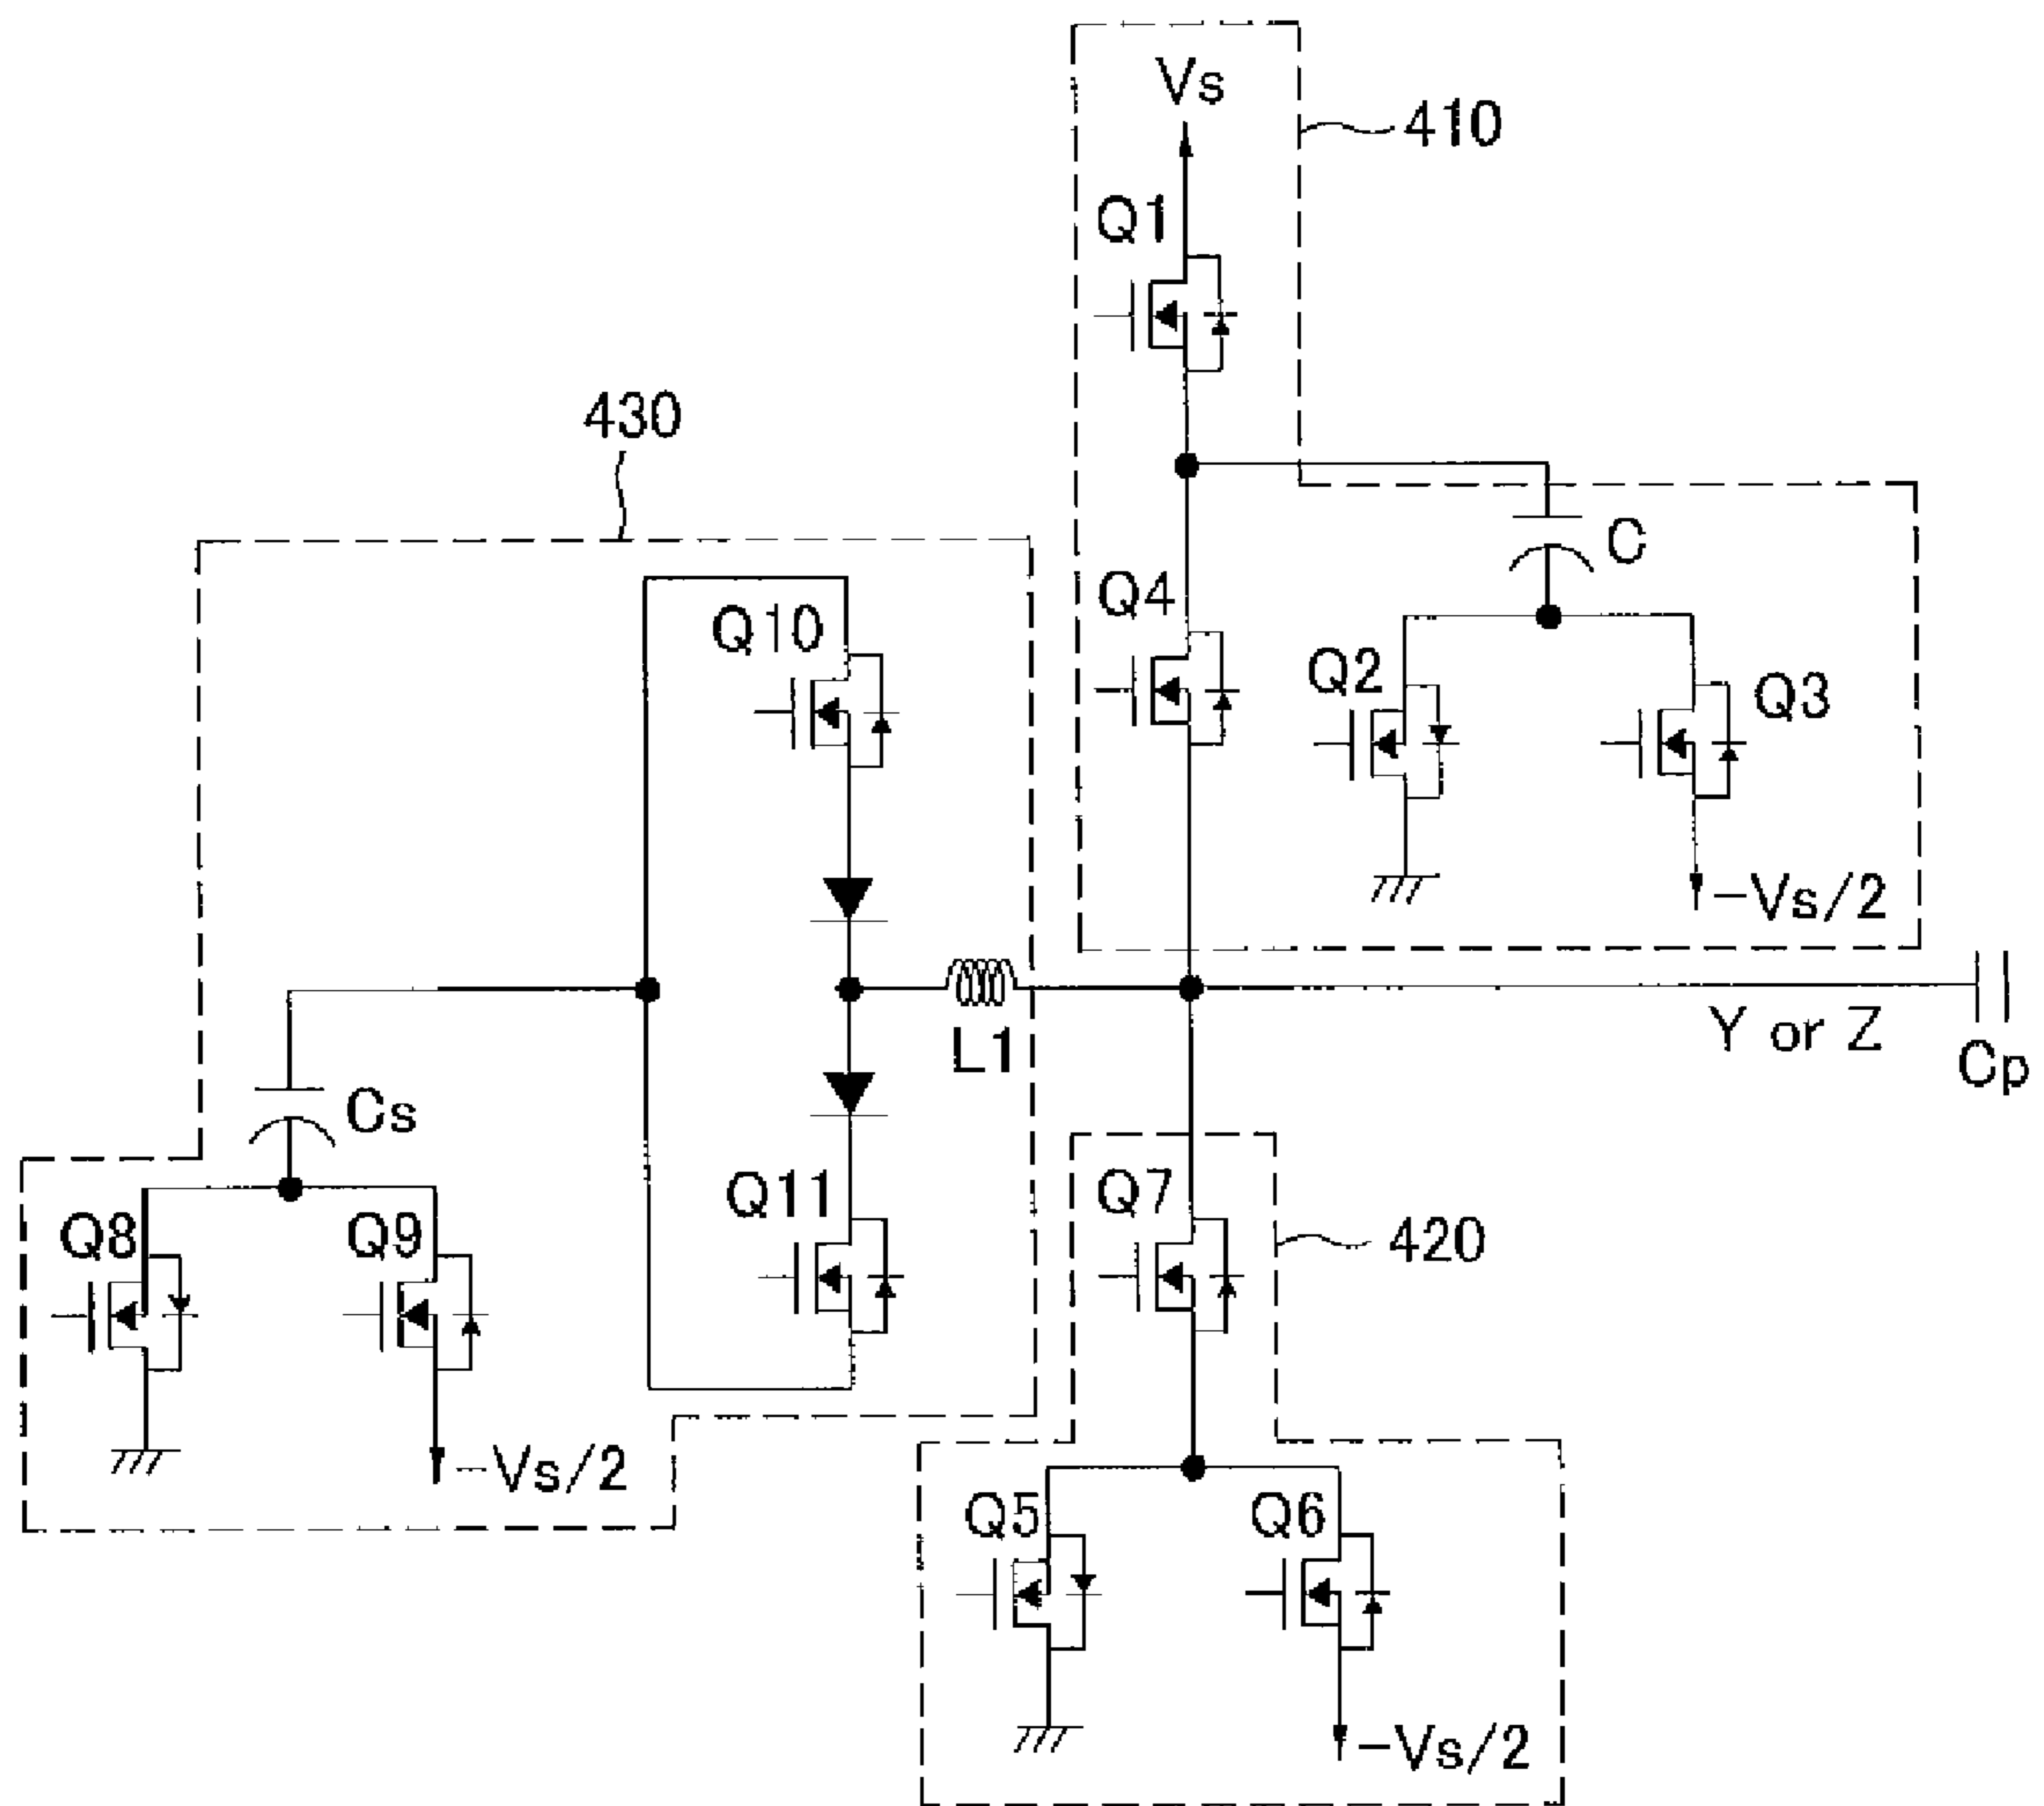 Vs
410
Q1
430
C
Q4
Q10
Q2
Q3
-Vs/2
L1
Y or Z
Cp
Cs
Q11
Q7
Q8
Q9
420
-Vs/2
Q5
Q6
-Vs/2